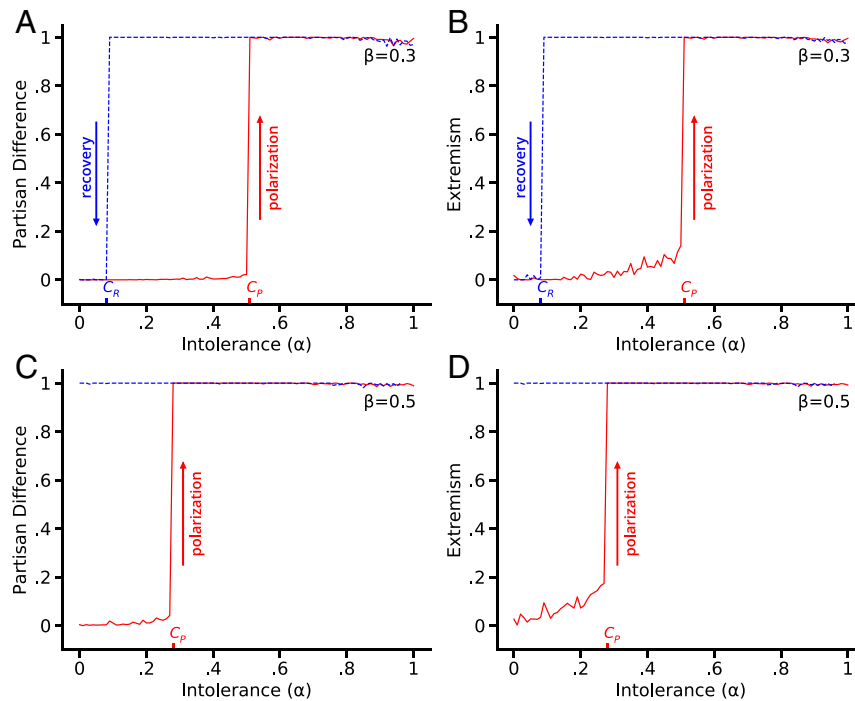 A
Partisan Difference
1
.8
.6
.4
.2
0
β=0.3
recovery
polarization
C_R
C_P
0 .2 .4 .6 .8 1
Intolerance (α)
B
Extremism
1
.8
.6
.4
.2
0
β=0.3
recovery
polarization
C_R
C_P
0 .2 .4 .6 .8 1
Intolerance (α)
C
Partisan Difference
1
.8
.6
.4
.2
0
β=0.5
polarization
C_P
0 .2 .4 .6 .8 1
Intolerance (α)
D
Extremism
1
.8
.6
.4
.2
0
β=0.5
polarization
C_P
0 .2 .4 .6 .8 1
Intolerance (α)